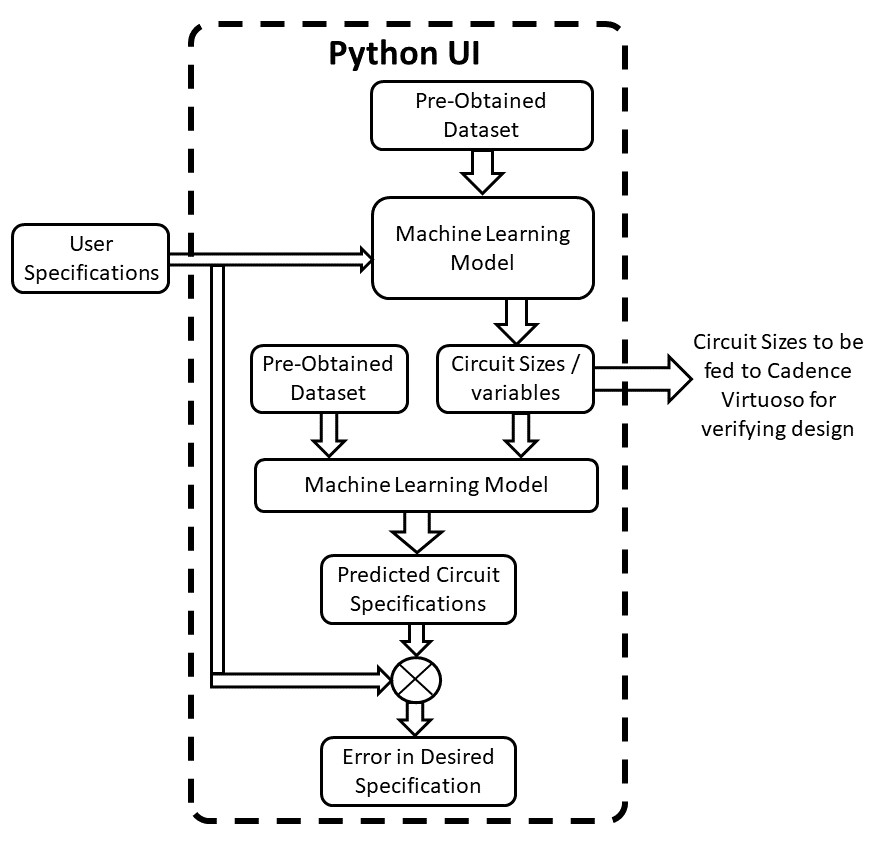 Python UI
Pre-Obtained
Dataset
User
Specifications
Machine Learning
Model
Pre-Obtained
Dataset
Circuit Sizes /
variables
Circuit Sizes to be
fed to Cadence
Virtuoso for
verifying design
Machine Learning Model
Predicted Circuit
Specifications
Error in Desired
Specification